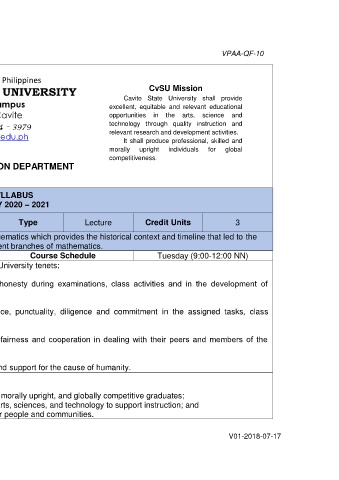 VPAA-QF-10
Philippines
UNIVERSITY
mpus
Cavite
4 - 3979
edu.ph
ON DEPARTMENT
CvSU Mission
Cavite State University shall provide
excellent, equitable and relevant educational
opportunities in the arts, science and
technology through quality instruction and
relevant research and development activities.
It shall produce professional, skilled and
morally upright individuals for global
competitiveness.
YLLABUS
Y 2020 – 2021
Type Lecture Credit Units 3
ematics which provides the historical context and timeline that led to the
ent branches of mathematics.
Course Schedule Tuesday (9:00-12:00 NN)
University tenets:
honesty during examinations, class activities and in the development of
ce, punctuality, diligence and commitment in the assigned tasks, class
fairness and cooperation in dealing with their peers and members of the
nd support for the cause of humanity.
morally upright, and globally competitive graduates;
rts, sciences, and technology to support instruction; and
r people and communities.
V01-2018-07-17